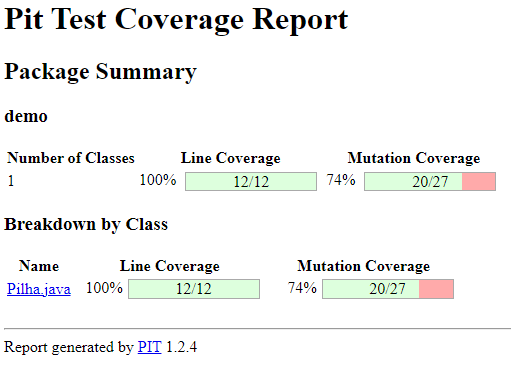 Pit Test Coverage Report
Package Summary
demo
Number of Classes Line Coverage Mutation Coverage
1 100% 12/12 74% 20/27
Breakdown by Class
Name Line Coverage Mutation Coverage
Pilha.java 100% 12/12 74% 20/27
Report generated by PIT 1.2.4